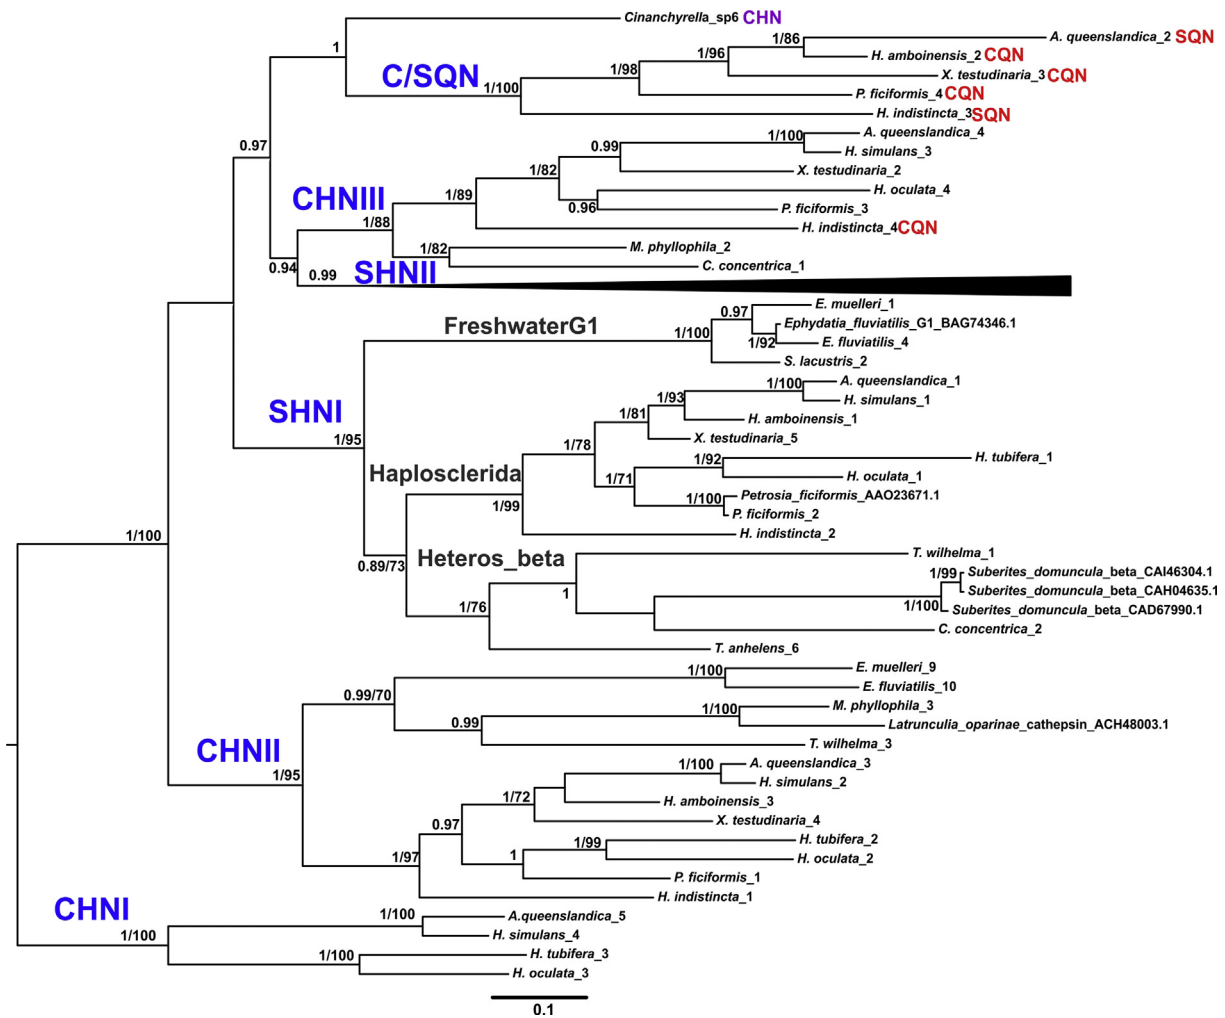 Cinanchyrella_sp6 CHN
1
1/86
A. queenslandica_2 SQN
1/96
H. amboinensis_2 CQN
C/SQN
1/98
X. testudinaria_3 CQN
1/100
P. ficiformis_4 CQN
H. indistincta_3 SQN
1/100
A. queenslandica_4
0.97
0.99
H. simulans_3
1/82
X. testudinaria_2
CHNIII
1/89
H. oculata_4
0.96
P. ficiformis_3
1/88
H. indistincta_4 CQN
1/82
M. phyllophila_2
0.94
0.99
SHNII
C. concentrica_1
E. muelleri_1
0.97
FreshwaterG1
1/100
Ephydatia_fluviatilis_G1_BAG74346.1
1/92
E. fluviatilis_4
S. lacustris_2
1/100
A. queenslandica_1
1/93
H. simulans_1
SHNI
1/81
H. amboinensis_1
1/95
1/78
X. testudinaria_5
1/92
H. tubifera_1
Haplosclerida
1/71
H. oculata_1
1/99
1/100
Petrosia_ficiformis_AAO23671.1
P. ficiformis_2
H. indistincta_2
1/100
0.89/73
Heteros_beta
T. wilhelma_1
1/99
Suberites_domuncula_beta_CAI46304.1
1
Suberites_domuncula_beta_CAH04635.1
1/76
1/100
Suberites_domuncula_beta_CAD67990.1
C. concentrica_2
T. anhelens_6
1/100
E. muelleri_9
0.99/70
E. fluviatilis_10
1/100
M. phyllophila_3
0.99
Latrunculia_oparinae_cathepsin_ACH48003.1
CHNII
T. wilhelma_3
1/95
1/100
A. queenslandica_3
H. simulans_2
1/72
H. amboinensis_3
0.97
X. testudinaria_4
1/99
H. tubifera_2
1/97
1
H. oculata_2
P. ficiformis_1
H. indistincta_1
CHNI
1/100
A.queenslandica_5
1/100
H. simulans_4
1/100
H. tubifera_3
H. oculata_3
0.1